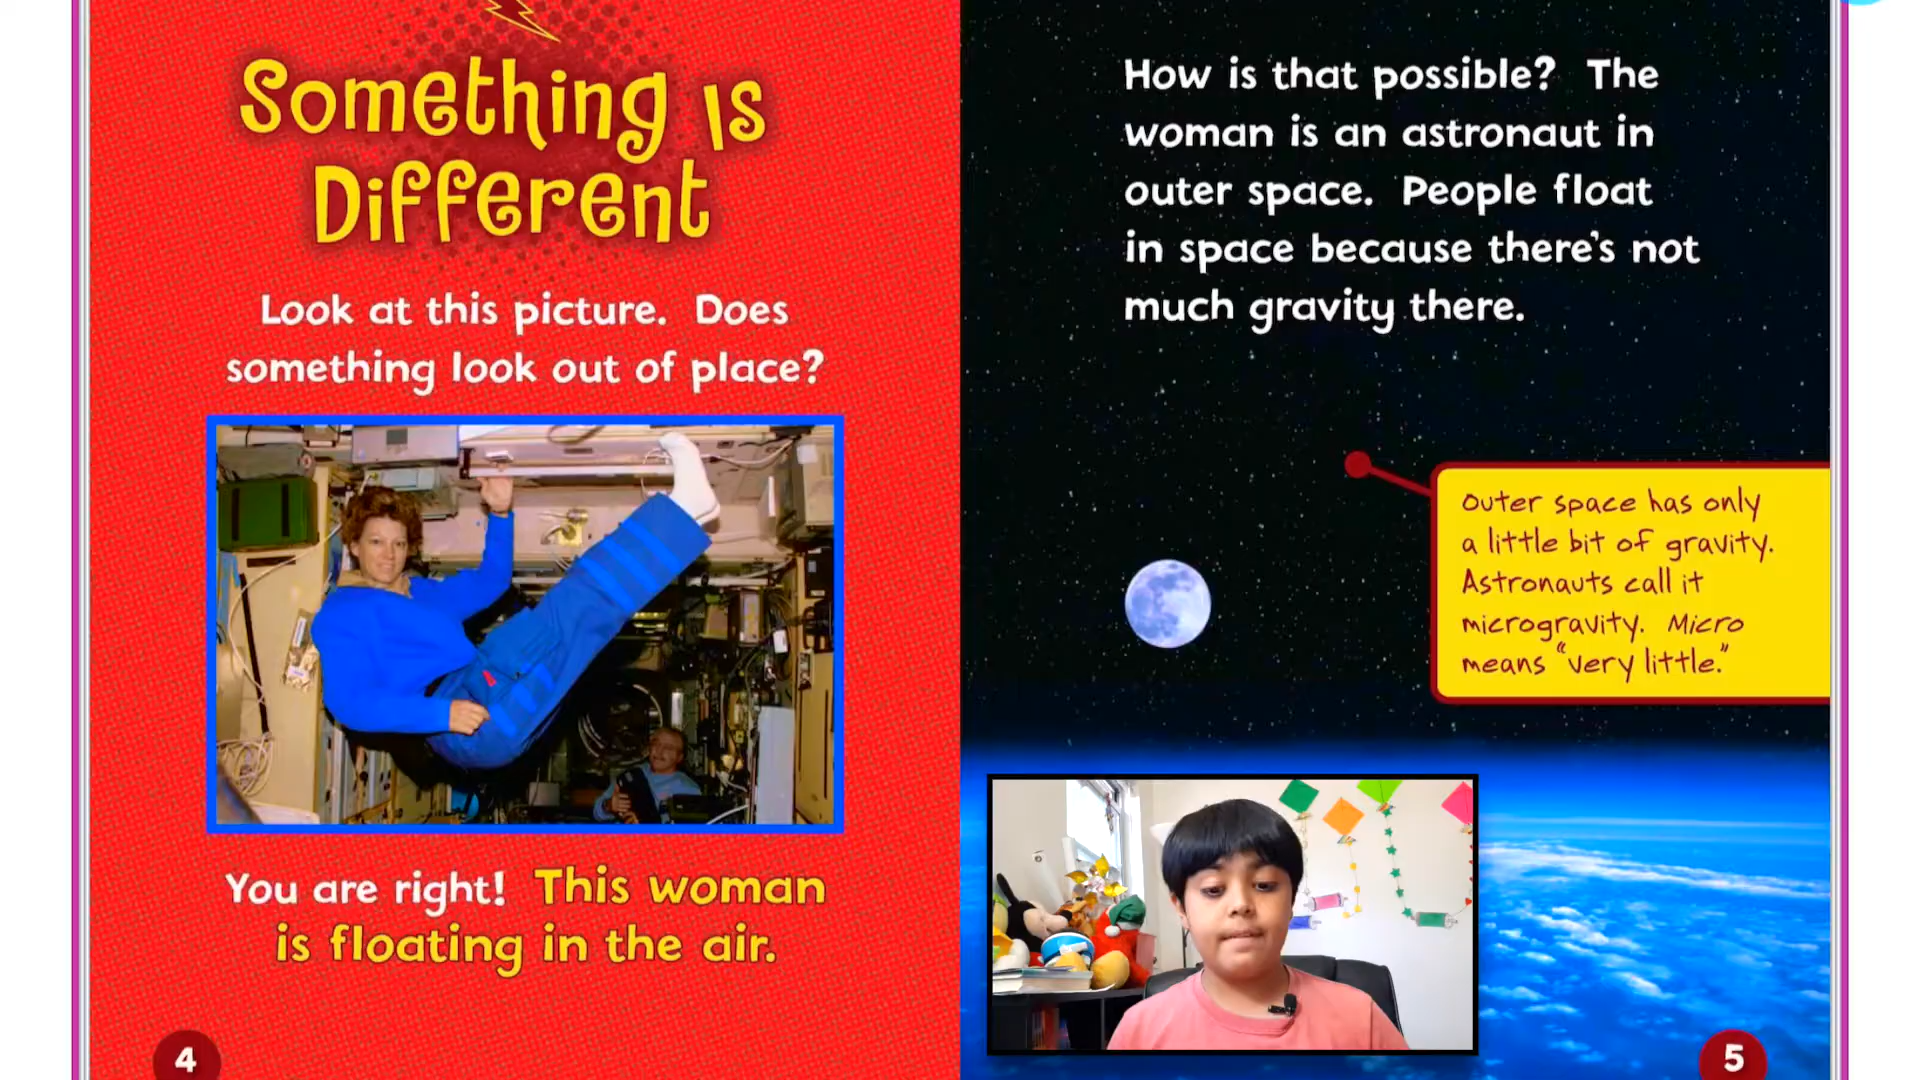 Something Is
Different
Look at this picture. Does
something look out of place?
You are right! This woman
is floating in the air.
4
How is that possible? The
woman is an astronaut in
outer space. People float
in space because there's not
much gravity there.
Outer space has only
a little bit of gravity.
Astronauts call it
microgravity. Micro
means "very little."
5